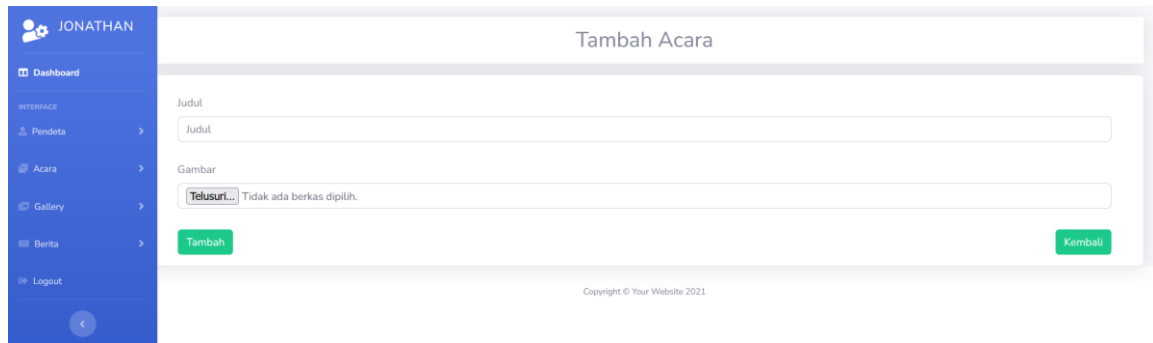 JONATHAN
Dashboard
INTERFACE
Pendeta
Acara
Gallery
Berita
Logout
Tambah Acara
Judul
Judul
Gambar
Telusuri... Tidak ada berkas dipilih.
Tambah
Kembali
Copyright © Your Website 2021